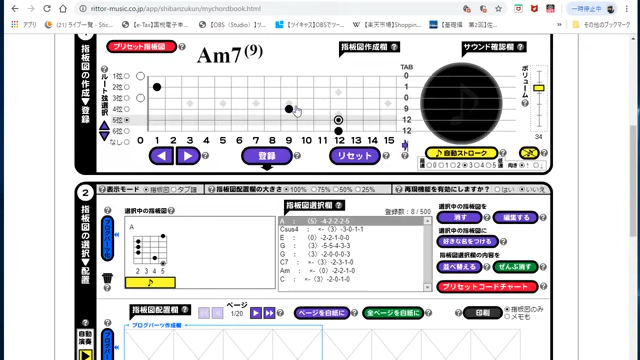 rittor-music.co.jp/app/shibarizukun/mychordbook.html
一時停止中
(21) ライブ一覧 - Stict...
【e-Tax】国税電子申...
【OBS (Studio)】ツ...
【ツイキャス】OBSでツー...
【楽天市場】Shoppin...
【基礎編 第2回】佐...
その他のブックマーク
指板図の作成▼登録
プリセット指板図 ?
Am7(9)
指板図作成欄 ?
サウンド確認欄 ?
TAB
ルート弦選択
1弦 0
2弦 1
3弦 0
4弦 9
5弦 12
6弦 12
なし 0 1 2 3 4 5 6 7 8 9 10 11 12 13 14 15
ボリューム
34
登録 ?
リセット ?
自動ストローク ?
0 1 2 3 4 5 向き
2
? 表示モード 指板図 タブ譜
? 指板図配置欄の大きさ 100% 75% 50% 25%
? 再現機能を有効にしますか? はい いいえ
指板図の選択▼配置
選択中の指板図 ?
A
2 3 4 5
指板図選択欄 ?
登録数:8 / 500
A : (5) -4-2-2-2-5
Csus4 : ×- (3) -3-0-1-1
E : (0) -2-2-1-0-0
G : (3) -5-5-4-3-3
G : (3) -2-0-0-0-3
C7 : ×- (3) -2-3-1-0
Am : ×- (0) -2-2-1-0
選択中の指板図を
消す ? 編集する ?
選択中の指板図に
好きな名をつける ?
指板図選択欄の内容を
並べ替える ? ぜんぶ消す ?
プリセットコードチャート ?
指板図配置欄 ?
ページ
1/20
ページを白紙に ?
全ページを白紙に ?
印刷
指板図のみ
メモも
自動演奏
ブログパーツ作成欄